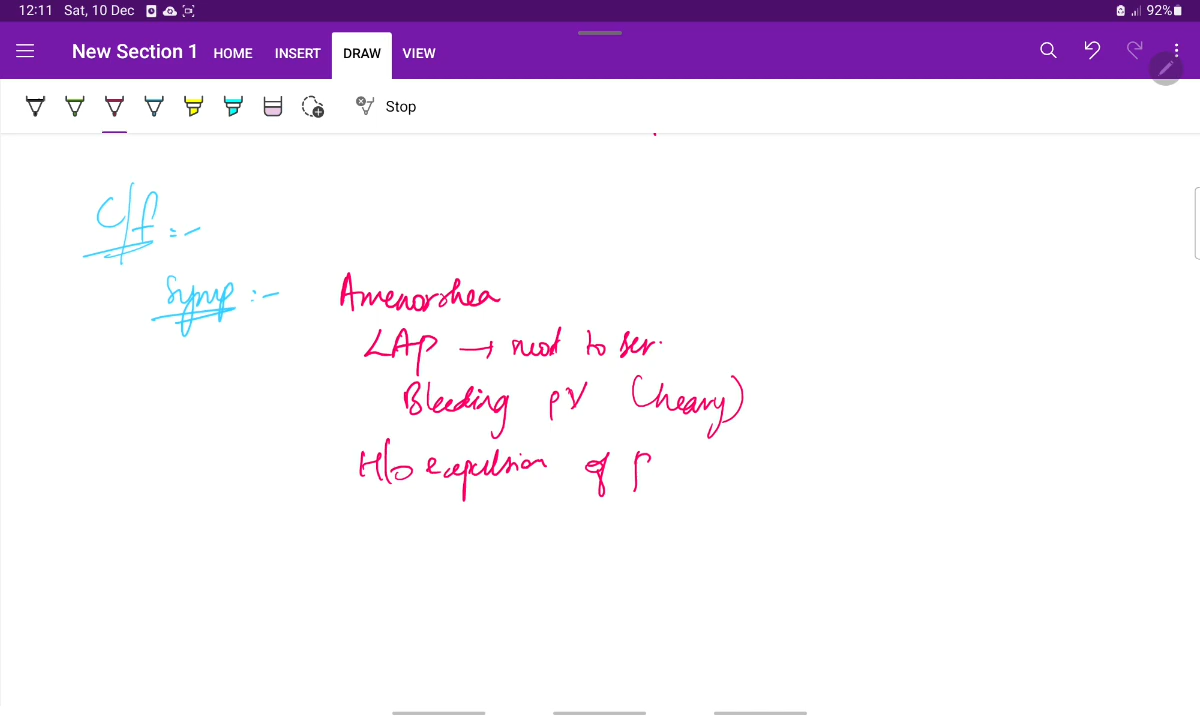 12:11 Sat, 10 Dec 92%
New Section 1 HOME INSERT DRAW VIEW
Stop
C/f :-
Symp :-
Amenorrhea
LAP → mod to sev.
Bleeding PV (heavy)
H/o expulsion of